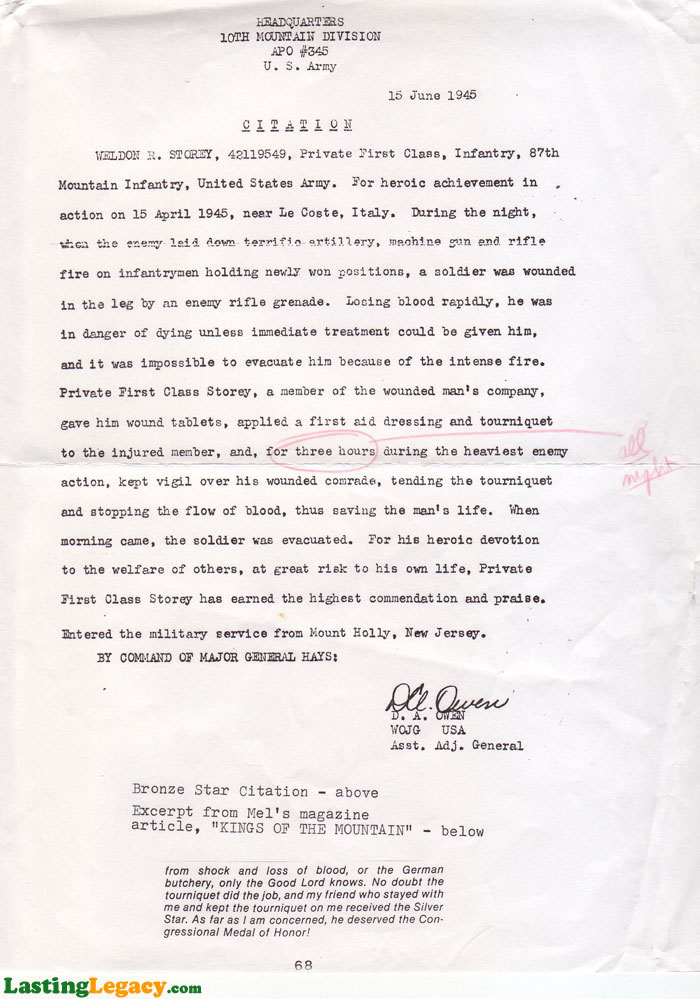 HEADQUARTERS
10TH MOUNTAIN DIVISION
APO #345
U. S. Army
15 June 1945
C I T A T I O N
WELDON R. STOREY, 42119549, Private First Class, Infantry, 87th
Mountain Infantry, United States Army. For heroic achievement in
action on 15 April 1945, near Le Coste, Italy. During the night,
when the enemy laid down terrific artillery, machine gun and rifle
fire on infantrymen holding newly won positions, a soldier was wounded
in the leg by an enemy rifle grenade. Losing blood rapidly, he was
in danger of dying unless immediate treatment could be given him,
and it was impossible to evacuate him because of the intense fire.
Private First Class Storey, a member of the wounded man's company,
gave him wound tablets, applied a first aid dressing and tourniquet
to the injured member, and, for three hours during the heaviest enemy
all
night
action, kept vigil over his wounded comrade, tending the tourniquet
and stopping the flow of blood, thus saving the man's life. When
morning came, the soldier was evacuated. For his heroic devotion
to the welfare of others, at great risk to his own life, Private
First Class Storey has earned the highest commendation and praise.
Entered the military service from Mount Holly, New Jersey.
BY COMMAND OF MAJOR GENERAL HAYS:
D.A. Owen
D. A. OWEN
WOJG USA
Asst. Adj. General
Bronze Star Citation - above
Excerpt from Mel's magazine
article, "KINGS OF THE MOUNTAIN" - below
from shock and loss of blood, or the German
butchery, only the Good Lord knows. No doubt the
tourniquet did the job, and my friend who stayed with
me and kept the tourniquet on me received the Silver
Star. As far as I am concerned, he deserved the Con-
gressional Medal of Honor!
68
LastingLegacy.com